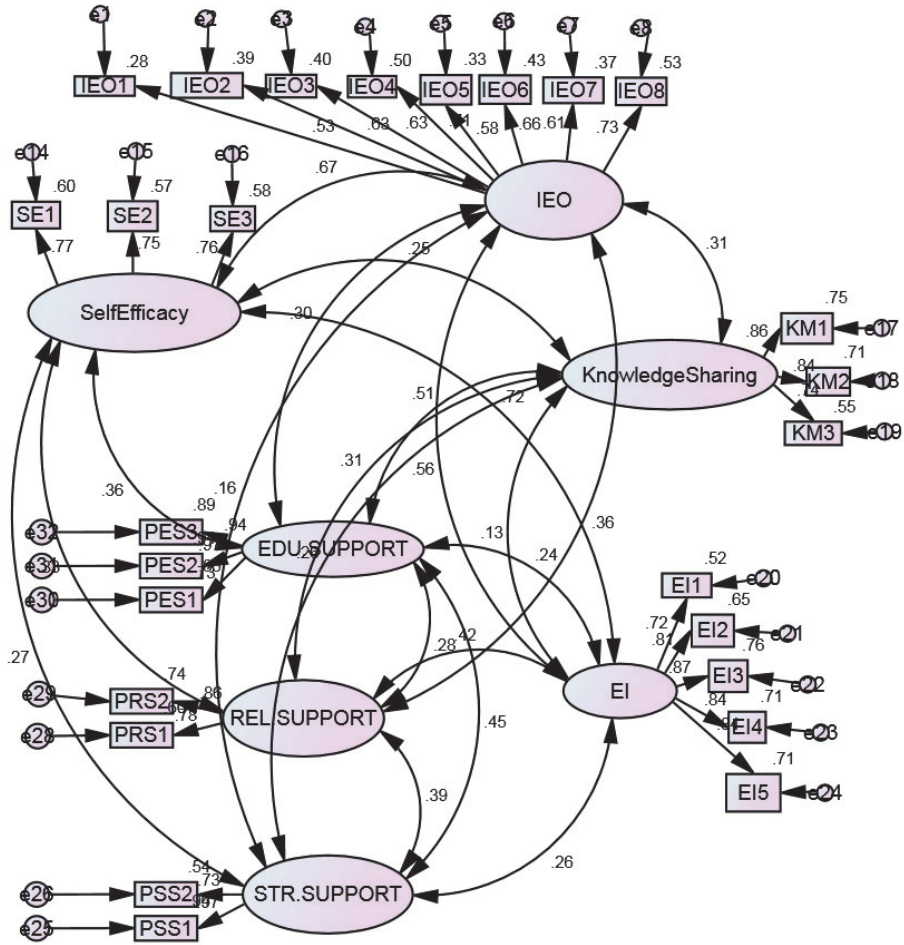 e1 e2 e3 e4 e5 e6 e7 e8
.28 .39 .40 .50 .33 .43 .37 .53
IEO1 IEO2 IEO3 IEO4 IEO5 IEO6 IEO7 IEO8
.53 .63 .63 .58 .66 .61 .73
e14 e15 e16
.60 .57 .58
.67
SE1 SE2 SE3
IEO
.77 .75 .76
.25 .31
SelfEfficacy
.30
.75
.86 KM1 e17
.71
KnowledgeSharing
.84 KM2 e18
.51 .72
.55
KM3 e19
.31 .56
.36 .16
.89
.36
e32 PES3 .94
.13
EDU.SUPPORT
.24
e31 PES2
.52
EI1 e20
e30 PES1
.65
.72
EI2 e21
.81
.28 .42
.76
.27
.87
EI3 e22
.74
EI
.71
e29 PRS2 .86
.84
REL.SUPPORT
.45
EI4 e23
e28 PRS1 .78
.71
EI5 e24
.39
.26
.54
.73
e26 PSS2
STR.SUPPORT
e25 PSS1